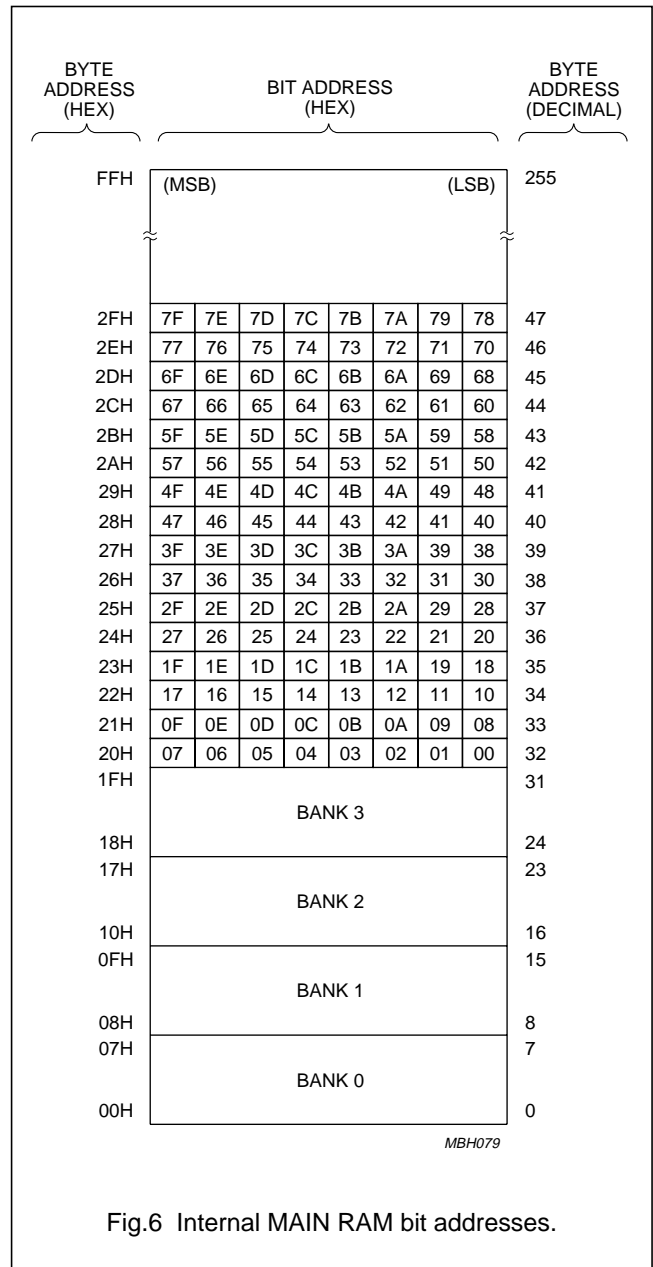 BYTE ADDRESS (HEX)
BIT ADDRESS (HEX)
BYTE ADDRESS (DECIMAL)
FFH (MSB) (LSB) 255
2FH 7F 7E 7D 7C 7B 7A 79 78 47
2EH 77 76 75 74 73 72 71 70 46
2DH 6F 6E 6D 6C 6B 6A 69 68 45
2CH 67 66 65 64 63 62 61 60 44
2BH 5F 5E 5D 5C 5B 5A 59 58 43
2AH 57 56 55 54 53 52 51 50 42
29H 4F 4E 4D 4C 4B 4A 49 48 41
28H 47 46 45 44 43 42 41 40 40
27H 3F 3E 3D 3C 3B 3A 39 38 39
26H 37 36 35 34 33 32 31 30 38
25H 2F 2E 2D 2C 2B 2A 29 28 37
24H 27 26 25 24 23 22 21 20 36
23H 1F 1E 1D 1C 1B 1A 19 18 35
22H 17 16 15 14 13 12 11 10 34
21H 0F 0E 0D 0C 0B 0A 09 08 33
20H 07 06 05 04 03 02 01 00 32
1FH 31
BANK 3
18H 24
17H 23
BANK 2
10H 16
0FH 15
BANK 1
08H 8
07H 7
BANK 0
00H 0
MBH079
Fig.6 Internal MAIN RAM bit addresses.